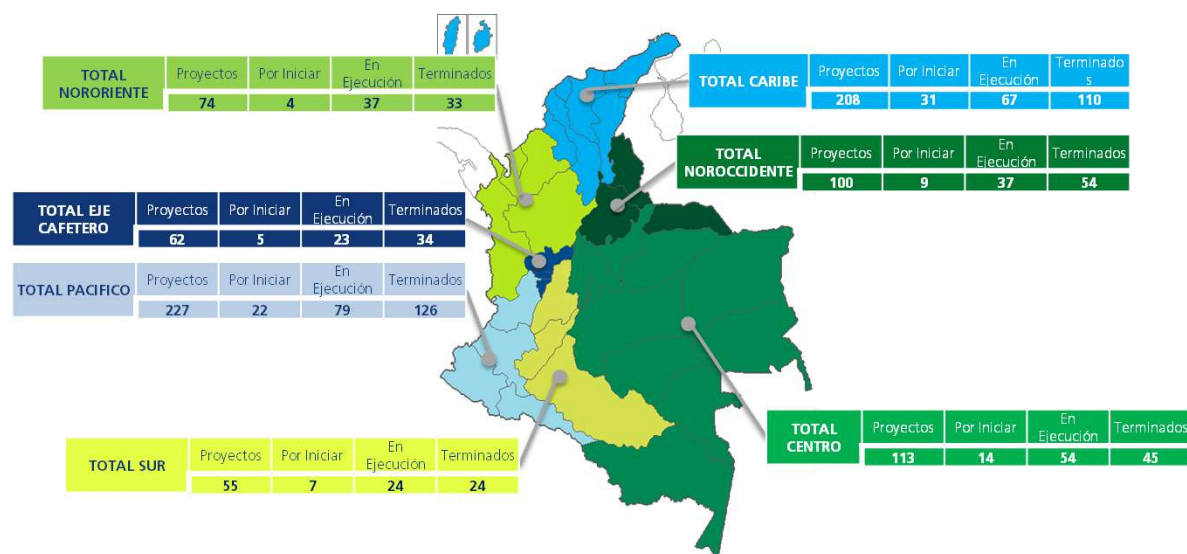 TOTAL NORORIENTE
Proyectos Por Iniciar En Ejecución Terminados
74 4 37 33
TOTAL CARIBE
Proyectos Por Iniciar En Ejecución Terminados
208 31 67 110
TOTAL NOROCCIDENTE
Proyectos Por Iniciar En Ejecución Terminados
100 9 37 54
TOTAL EJE CAFETERO
Proyectos Por Iniciar En Ejecución Terminados
62 5 23 34
TOTAL PACIFICO
Proyectos Por Iniciar En Ejecución Terminados
227 22 79 126
TOTAL SUR
Proyectos Por Iniciar En Ejecución Terminados
55 7 24 24
TOTAL CENTRO
Proyectos Por Iniciar En Ejecución Terminados
113 14 54 45